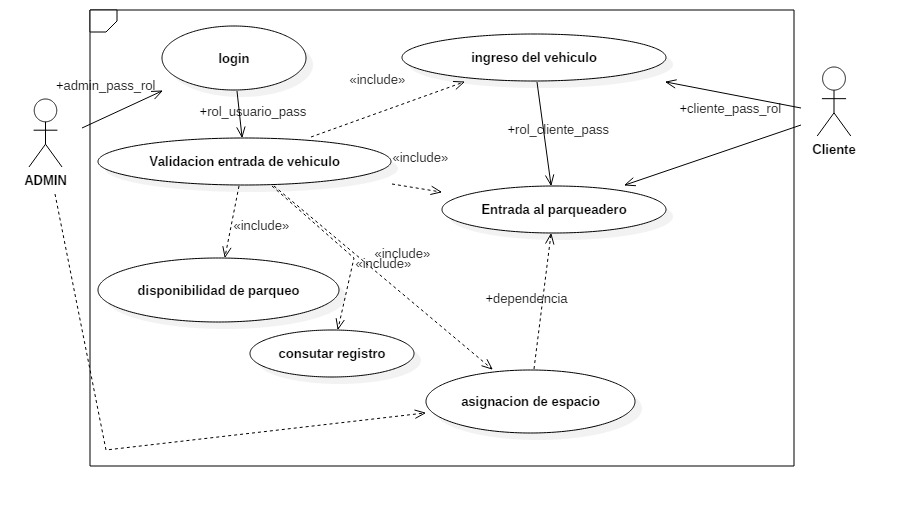 login
ingreso del vehiculo
+admin_pass_rol
«include»
+rol_usuario_pass
+cliente_pass_rol
+rol_cliente_pass
Cliente
Validacion entrada de vehiculo
«include»
ADMIN
Entrada al parqueadero
«include»
«include»
«include»
disponibilidad de parqueo
+dependencia
consutar registro
asignacion de espacio